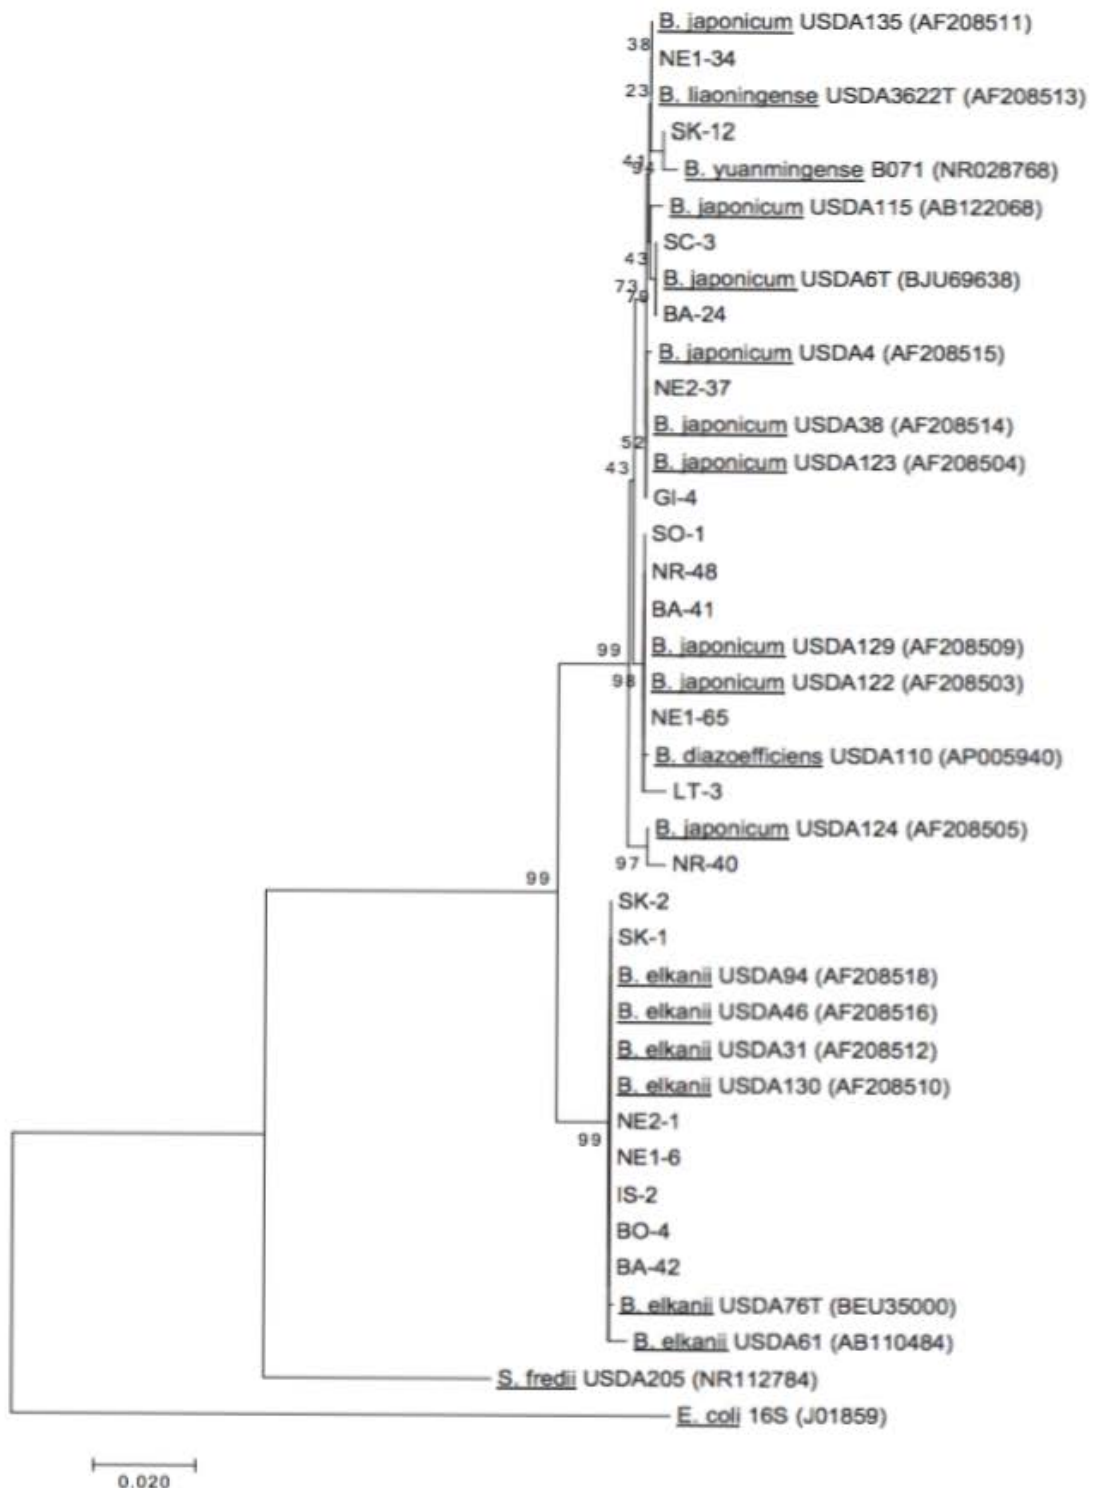 B. japonicum USDA135 (AF208511)
38
NE1-34
23
B. liaoningense USDA3622T (AF208513)
SK-12
41
94
B. yuanmingense B071 (NR028768)
B. japonicum USDA115 (AB122068)
SC-3
43
B. japonicum USDA6T (BJU69638)
73
79
BA-24
B. japonicum USDA4 (AF208515)
NE2-37
B. japonicum USDA38 (AF208514)
52
43
B. japonicum USDA123 (AF208504)
GI-4
SO-1
NR-48
BA-41
99
B. japonicum USDA129 (AF208509)
98
B. japonicum USDA122 (AF208503)
NE1-65
B. diazoefficiens USDA110 (AP005940)
LT-3
B. japonicum USDA124 (AF208505)
97
NR-40
99
SK-2
SK-1
B. elkanii USDA94 (AF208518)
B. elkanii USDA46 (AF208516)
B. elkanii USDA31 (AF208512)
B. elkanii USDA130 (AF208510)
NE2-1
99
NE1-6
IS-2
BO-4
BA-42
B. elkanii USDA76T (BEU35000)
B. elkanii USDA61 (AB110484)
S. fredii USDA205 (NR112784)
E. coli 16S (J01859)
0.020